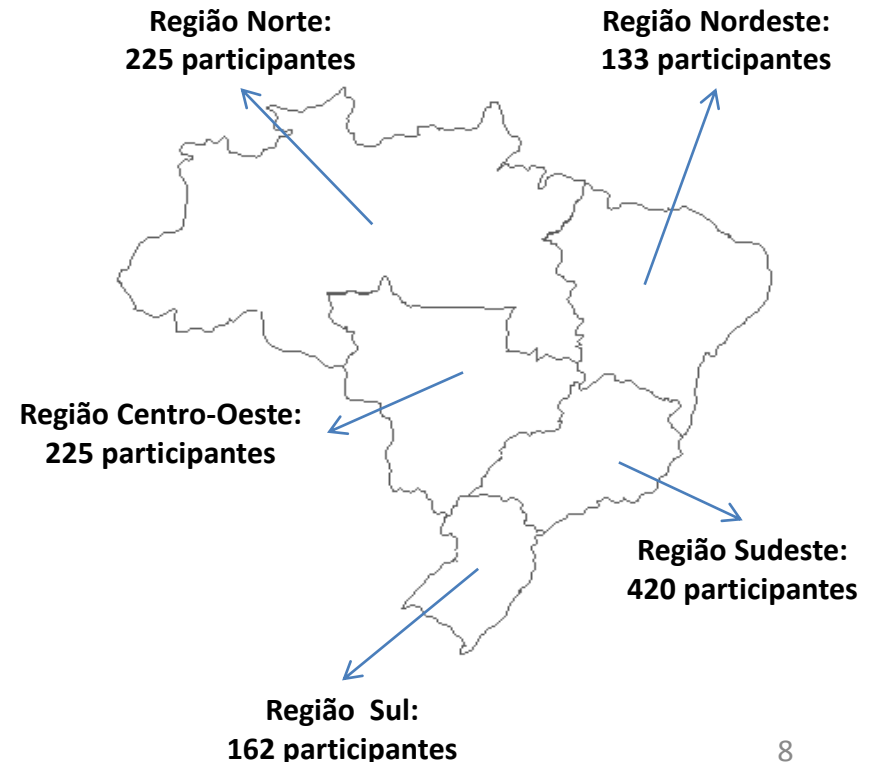 Região Norte:
225 participantes
Região Nordeste:
133 participantes
Região Centro-Oeste:
225 participantes
Região Sudeste:
420 participantes
Região  Sul:
162 participantes
8